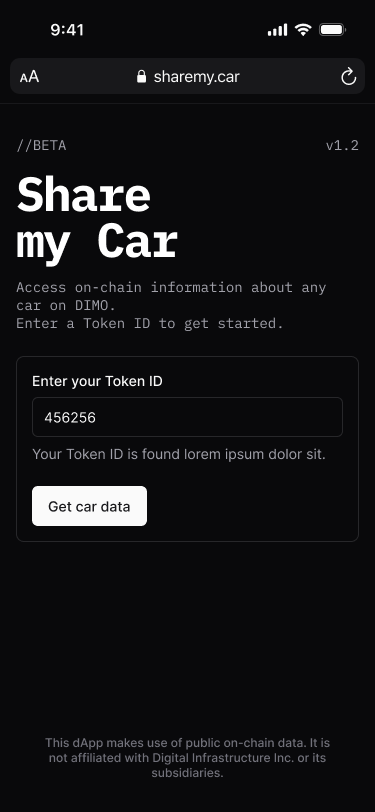 9:41
AA sharemy.car
//BETA v1.2
Share
my Car
Access on-chain information about any
car on DIMO.
Enter a Token ID to get started.
Enter your Token ID
456256
Your Token ID is found lorem ipsum dolor sit.
Get car data
This dApp makes use of public on-chain data. It is
not affiliated with Digital Infrastructure Inc. or its
subsidiaries.